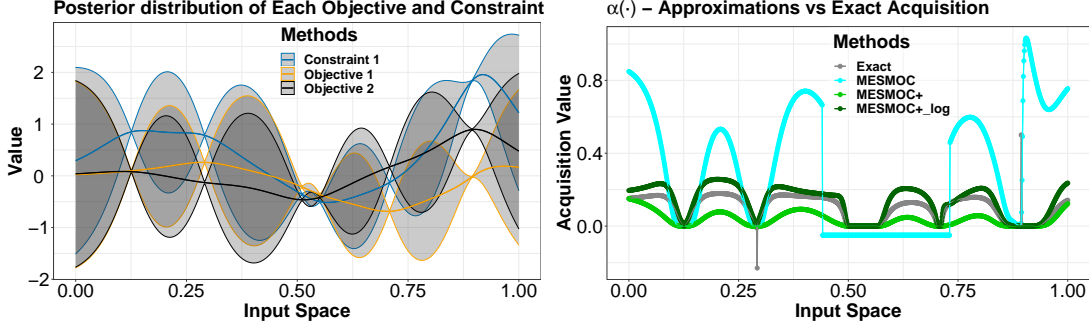 Posterior distribution of Each Objective and Constraint
Value
2
1
0
−1
−2
Methods
Constraint 1
Objective 1
Objective 2
0.00 0.25 0.50 0.75 1.00
Input Space
α(·) − Approximations vs Exact Acquisition
Acquisition Value
0.8
0.4
0.0
Methods
Exact
MESMOC
MESMOC+
MESMOC+_log
0.00 0.25 0.50 0.75 1.00
Input Space